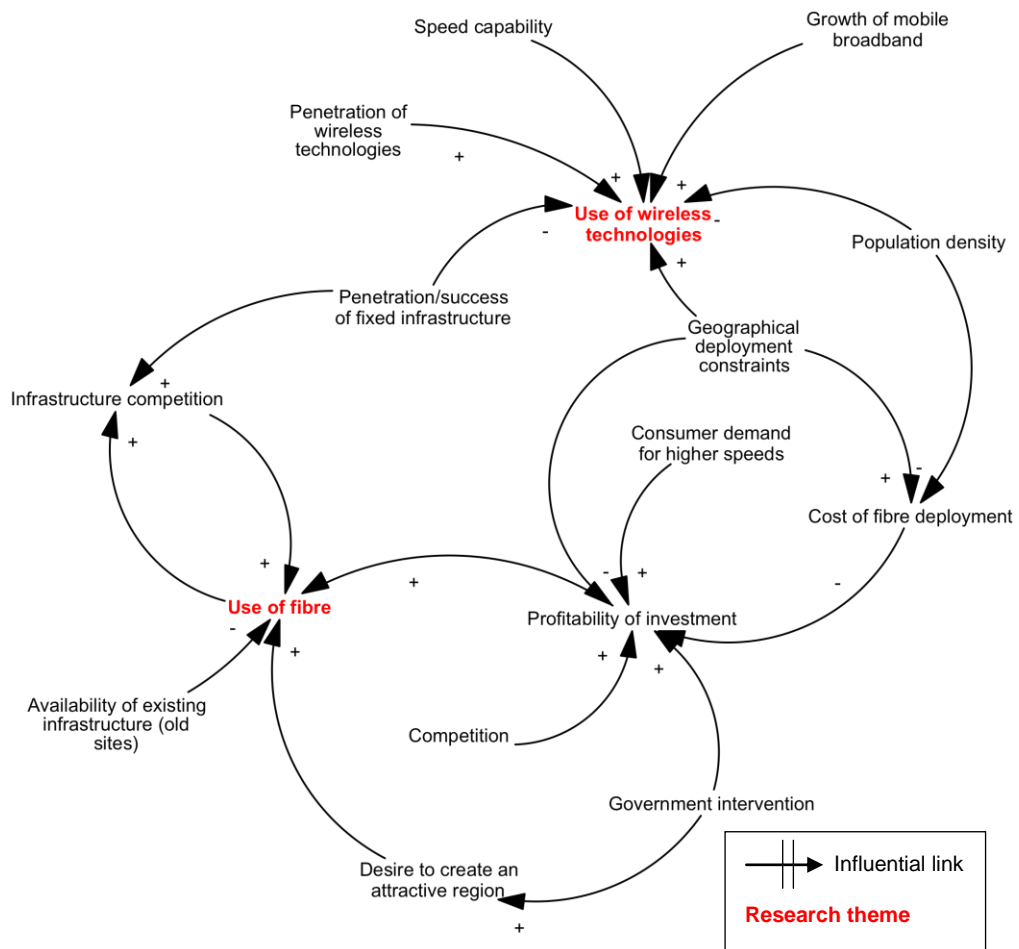 Speed capability
Growth of mobile
broadband
Penetration of
wireless
technologies
+
+
+
Use of wireless
technologies
-
-
+
Population density
Penetration/success
of fixed infrastructure
Geographical
deployment
constraints
+
Infrastructure competition
+
Consumer demand
for higher speeds
+
-
Cost of fibre deployment
+
+
-
+
-
Use of fibre
Profitability of investment
-
+
+
+
Availability of existing
infrastructure (old
sites)
Competition
Government intervention
Desire to create an
attractive region
+
Influential link
Research theme